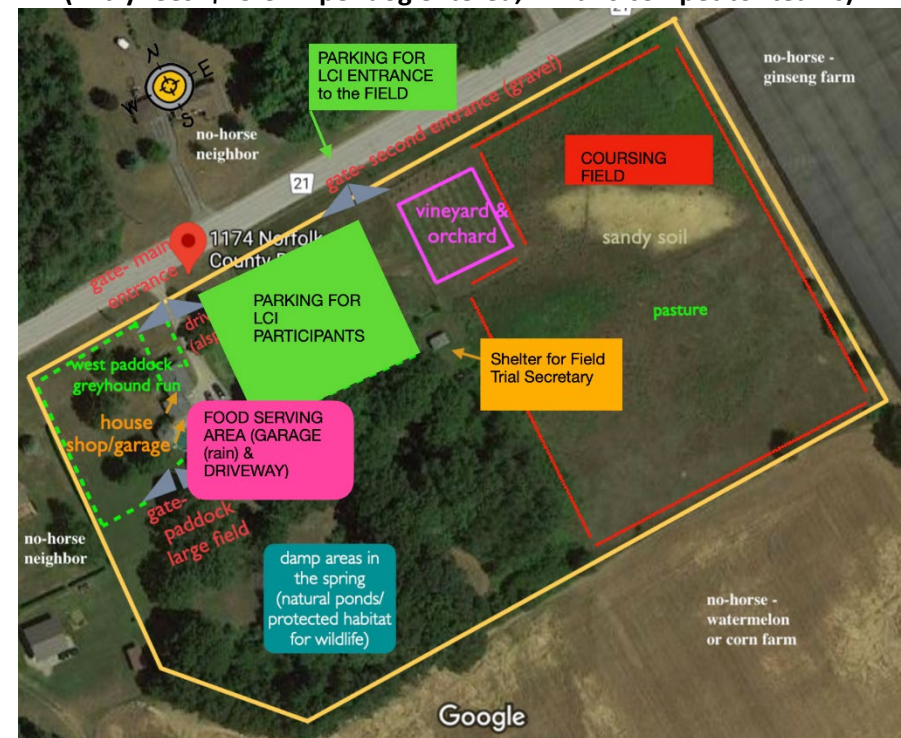 21
N
E
W
S
PARKING FOR
LCI ENTRANCE
to the FIELD
no-horse -
ginseng farm
no-horse
neighbor
gate- second entrance (gravel)
21
COURSING
FIELD
vineyard &
orchard
sandy soil
1174 Norfolk
County
gate- main
entrance
PARKING FOR
LCI
PARTICIPANTS
pasture
west paddock -
greyhound run
Shelter for Field
Trial Secretary
house
shop/garage
FOOD SERVING
AREA (GARAGE
(rain) &
DRIVEWAY)
gate-
paddock
large field
no-horse
neighbor
damp areas in
the spring
(natural ponds/
protected habitat
for wildlife)
no-horse -
watermelon
or corn farm
Google